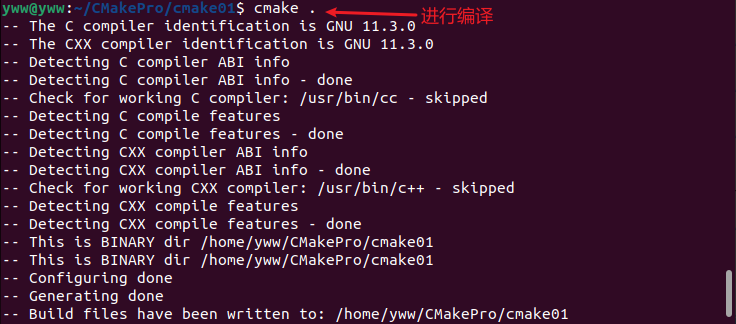 yww@yww:~/CMakePro/cmake01$ cmake . 进行编译
-- The C compiler identification is GNU 11.3.0
-- The CXX compiler identification is GNU 11.3.0
-- Detecting C compiler ABI info
-- Detecting C compiler ABI info - done
-- Check for working C compiler: /usr/bin/cc - skipped
-- Detecting C compile features
-- Detecting C compile features - done
-- Detecting CXX compiler ABI info
-- Detecting CXX compiler ABI info - done
-- Check for working CXX compiler: /usr/bin/c++ - skipped
-- Detecting CXX compile features
-- Detecting CXX compile features - done
-- This is BINARY dir /home/yww/CMakePro/cmake01
-- This is BINARY dir /home/yww/CMakePro/cmake01
-- Configuring done
-- Generating done
-- Build files have been written to: /home/yww/CMakePro/cmake01